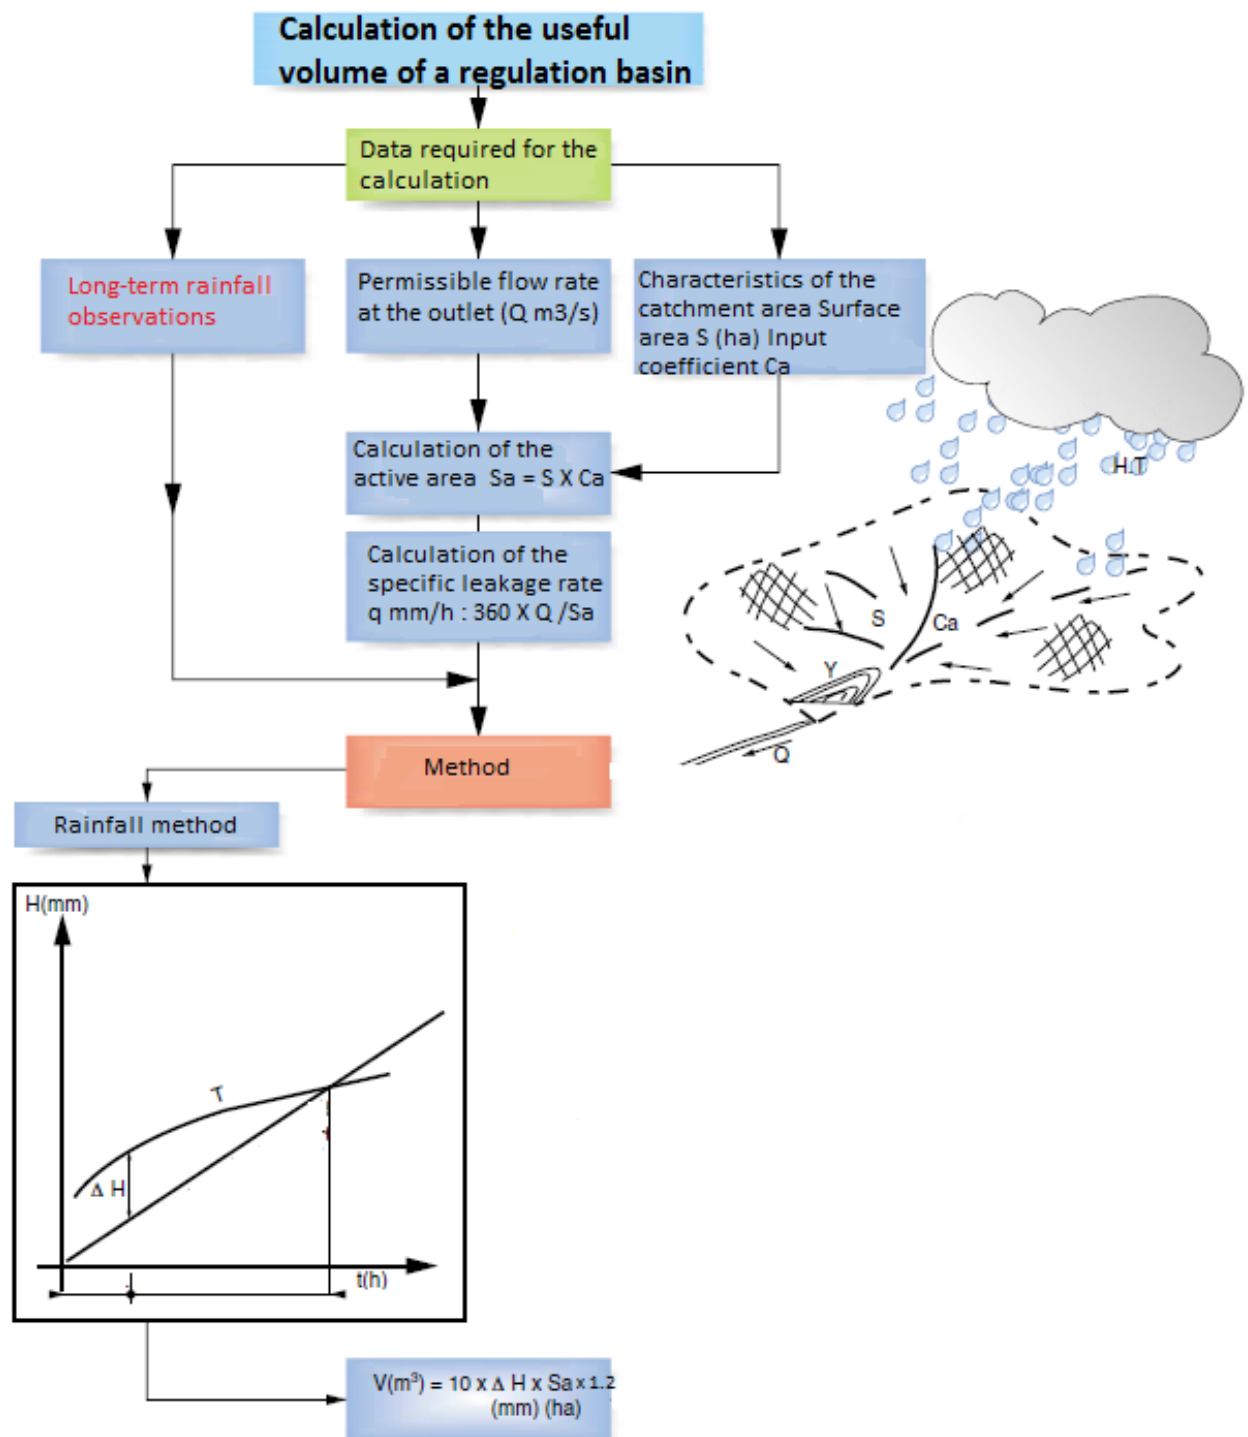 Calculation of the useful
volume of a regulation basin
Data required for the
calculation
Long-term rainfall
observations
Permissible flow rate
at the outlet (Q m3/s)
Characteristics of the
catchment area Surface
area S (ha) Input
coefficient Ca
Calculation of the
active area Sa = S X Ca
Calculation of the
specific leakage rate
q mm/h : 360 X Q /Sa
H.T
S
Ca
Y
Q
Method
Rainfall method
H(mm)
T
Δ H
t(h)
V(m³) = 10 x Δ H x Sa x 1.2
(mm) (ha)